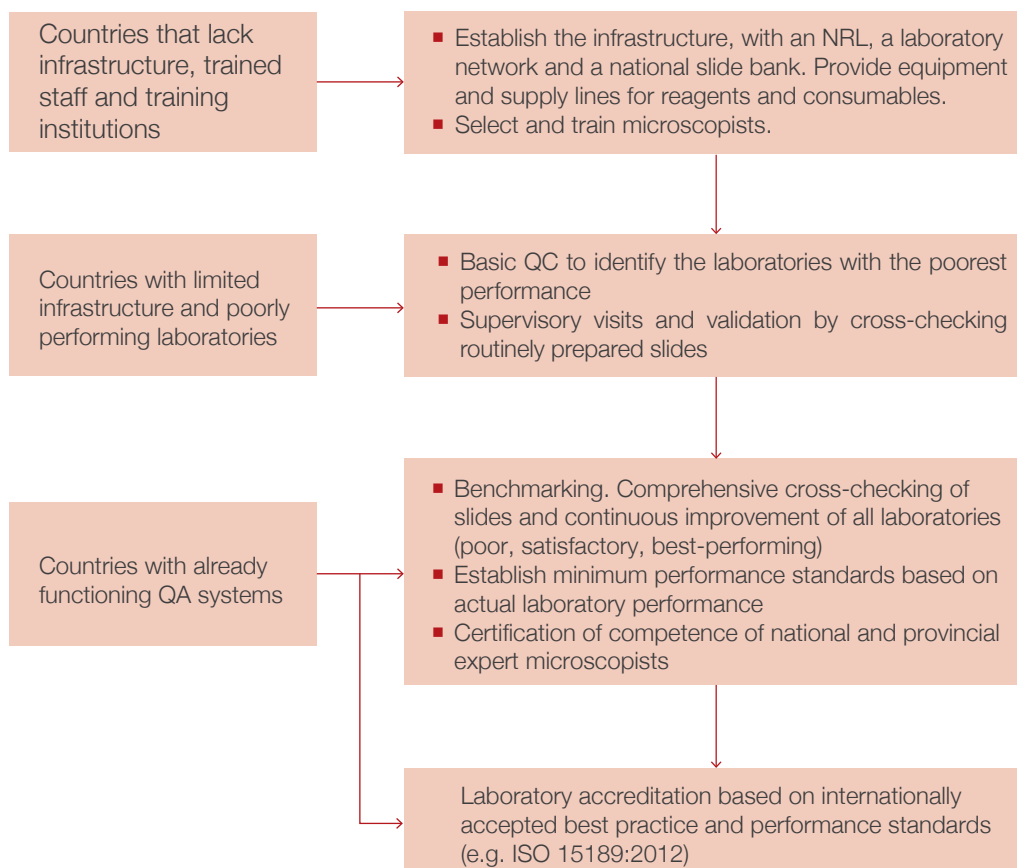 Countries that lack
infrastructure, trained
staff and training
institutions
■ Establish the infrastructure, with an NRL, a laboratory
network and a national slide bank. Provide equipment
and supply lines for reagents and consumables.
■ Select and train microscopists.
Countries with limited
infrastructure and poorly
performing laboratories
■ Basic QC to identify the laboratories with the poorest
performance
■ Supervisory visits and validation by cross-checking
routinely prepared slides
Countries with already
functioning QA systems
■ Benchmarking. Comprehensive cross-checking of
slides and continuous improvement of all laboratories
(poor, satisfactory, best-performing)
■ Establish minimum performance standards based on
actual laboratory performance
■ Certification of competence of national and provincial
expert microscopists
Laboratory accreditation based on internationally
accepted best practice and performance standards
(e.g. ISO 15189:2012)